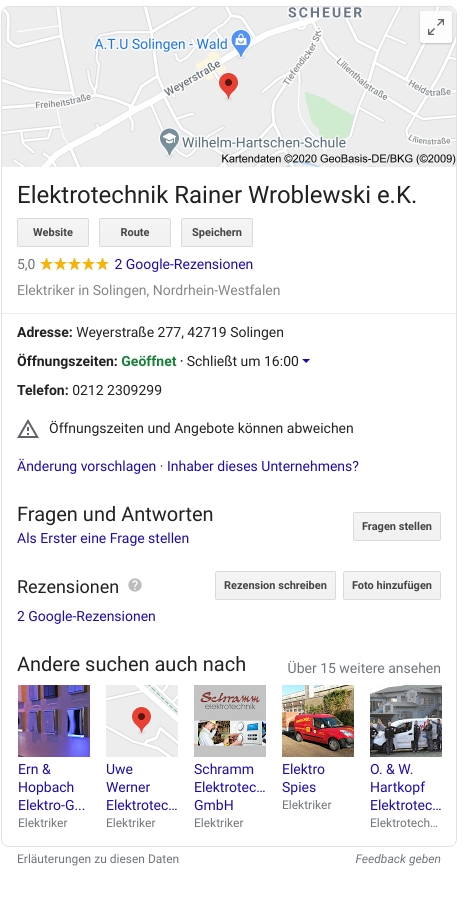 SCHEUER
A.T.U Solingen - Wald
Weyerstraße
Tiefendicker Str.
Lilienthalstraße
Heidstraße
Freiheitstraße
Lilienstraße
Wilhelm-Hartschen-Schule
Kartendaten ©2020 GeoBasis-DE/BKG (©2009)
Elektrotechnik Rainer Wroblewski e.K.
Website Route Speichern
5,0 ★★★★★ 2 Google-Rezensionen
Elektriker in Solingen, Nordrhein-Westfalen
Adresse: Weyerstraße 277, 42719 Solingen
Öffnungszeiten: Geöffnet · Schließt um 16:00
Telefon: 0212 2309299
Öffnungszeiten und Angebote können abweichen
Änderung vorschlagen · Inhaber dieses Unternehmens?
Fragen und Antworten
Fragen stellen
Als Erster eine Frage stellen
Rezensionen ? Rezension schreiben Foto hinzufügen
2 Google-Rezensionen
Andere suchen auch nach Über 15 weitere ansehen
Schramm
elektrotechnik
Ern &
Hopbach
Elektro-G...
Elektriker
Uwe
Werner
Elektrotec...
Elektriker
Schramm
Elektrotec...
GmbH
Elektriker
Elektro
Spies
Elektriker
O. & W.
Hartkopf
Elektrotec...
Elektrotech...
Erläuterungen zu diesen Daten Feedback geben